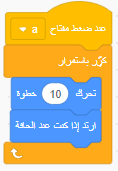 عند ضغط مفتاح a
كرِّر باستمرار
تحرك 10 خطوة
ارتد إذا كنت عند الحافة